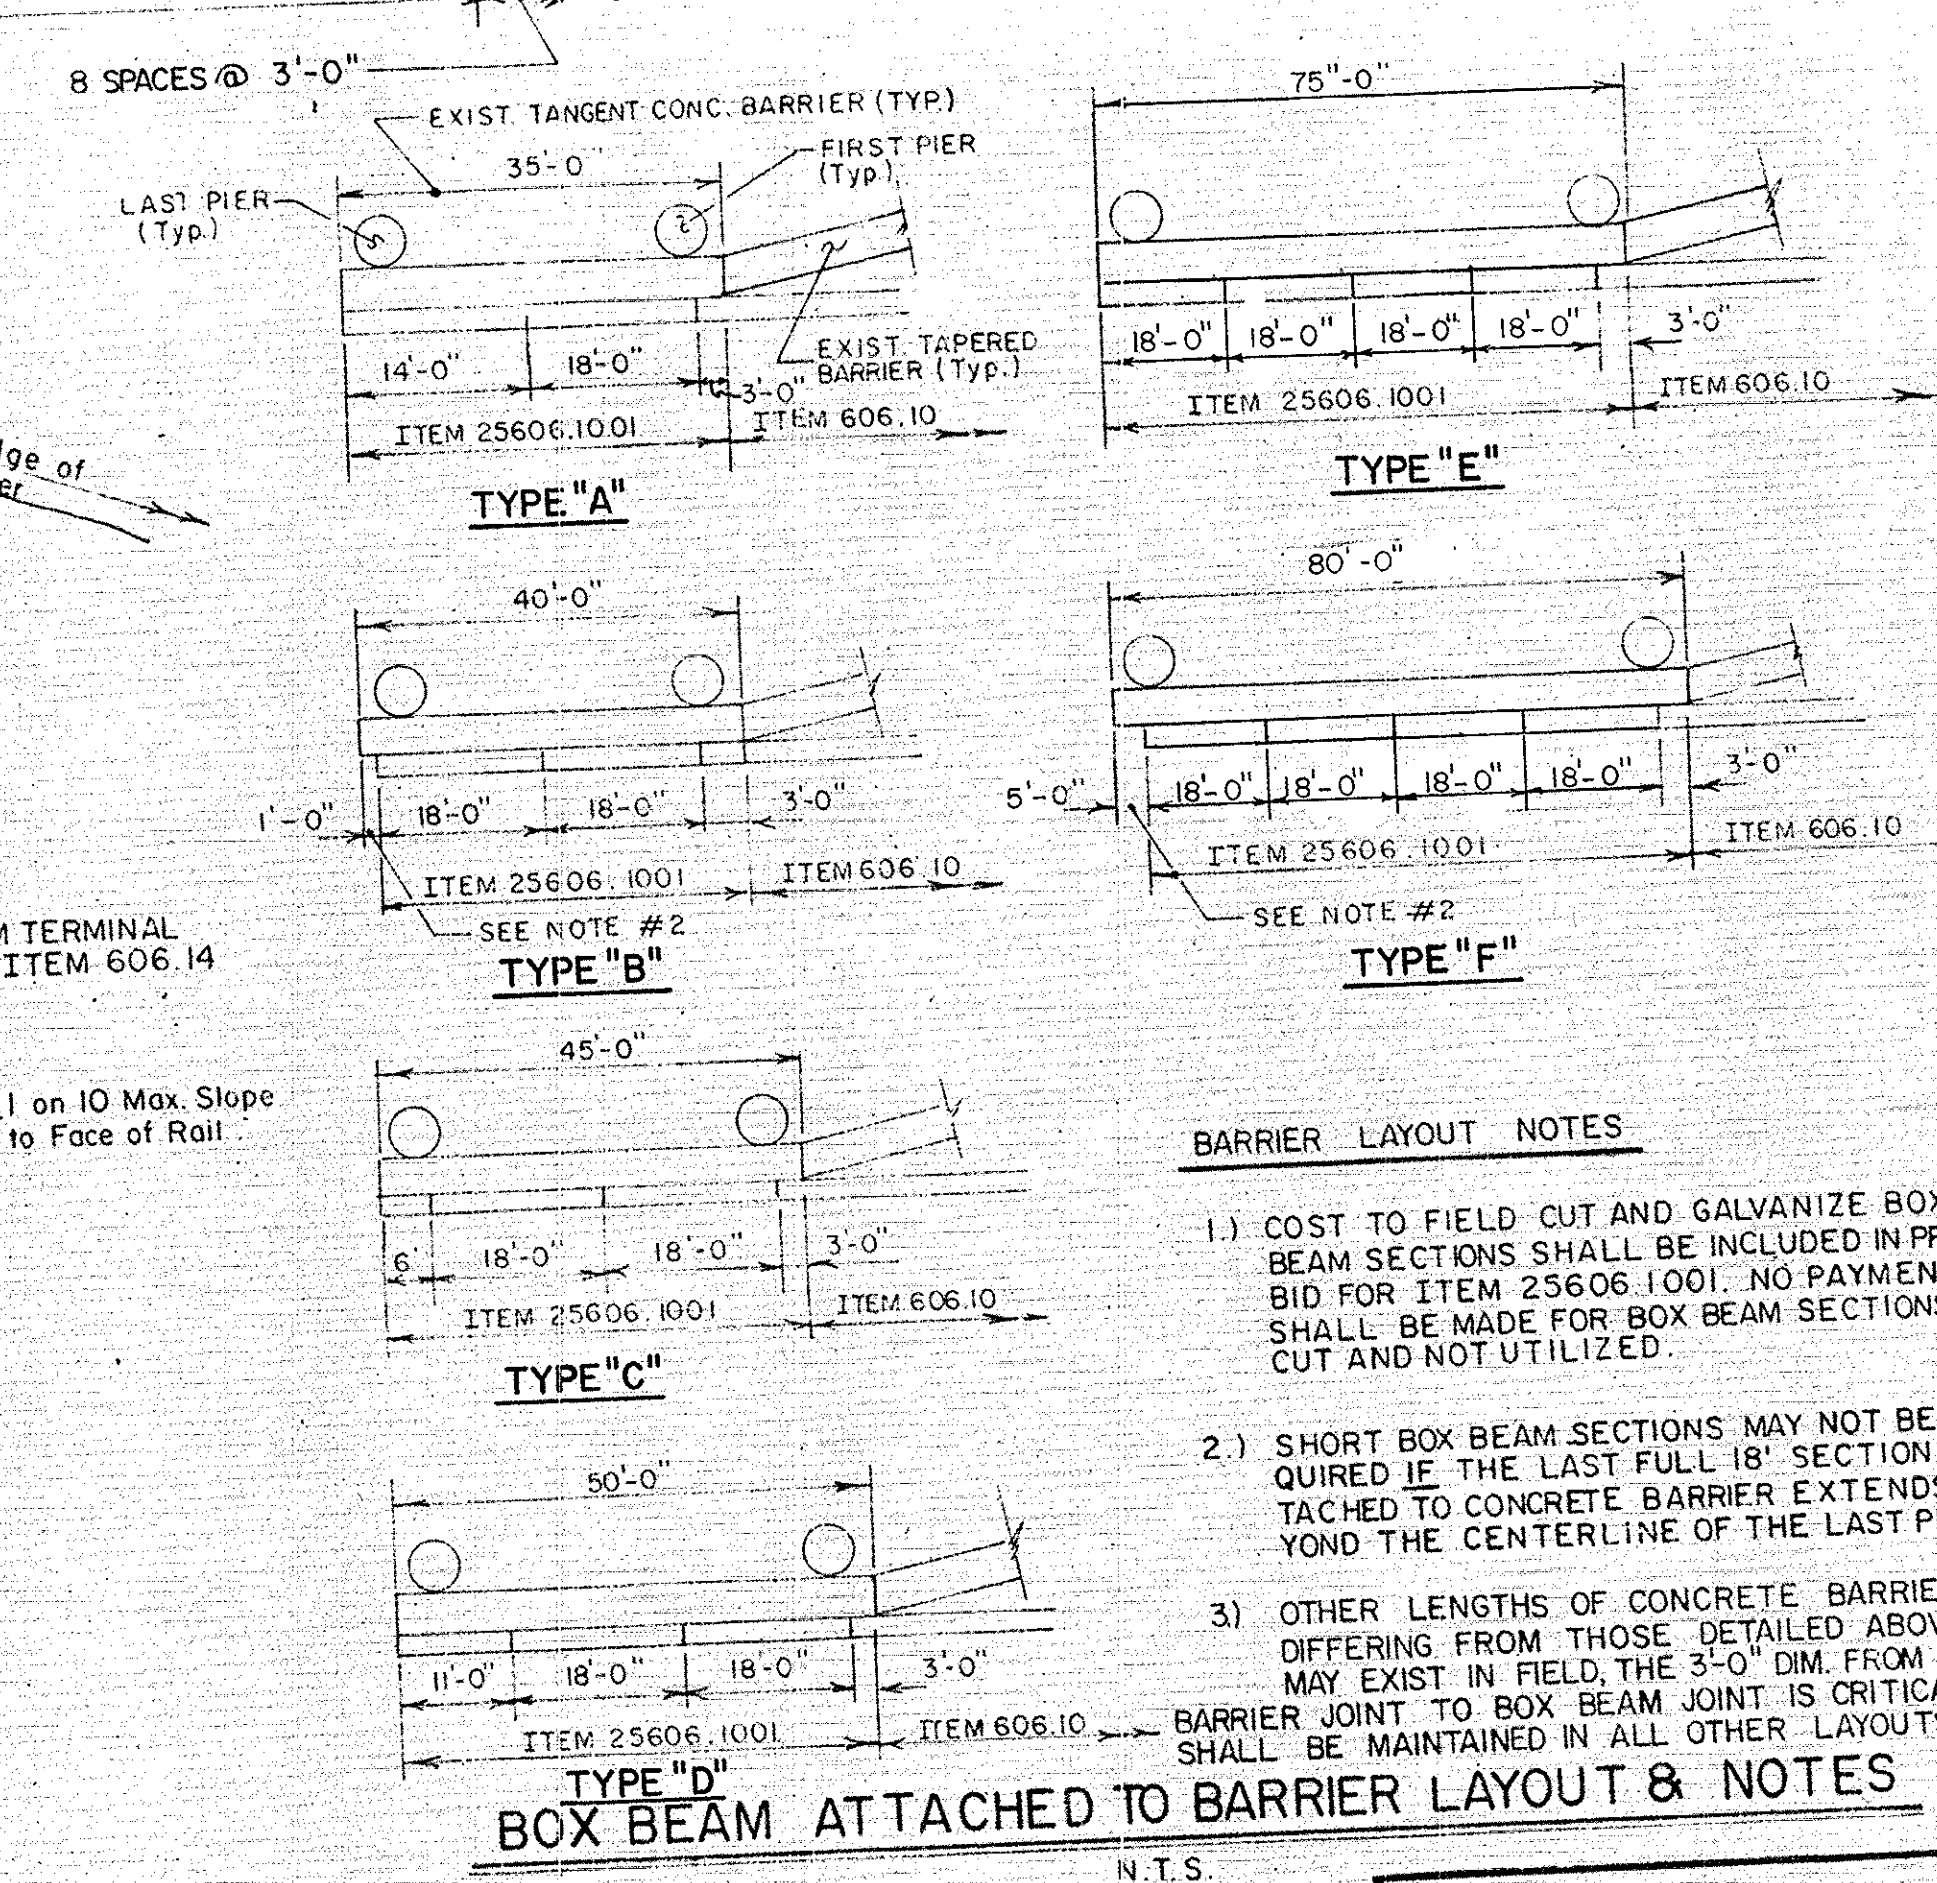 8 SPACES @ 3'-0"
EXIST. TANGENT CONC. BARRIER (TYP.)
35'-0"
FIRST PIER
(Typ.)
LAST PIER
(Typ.)
14'-0"
18'-0"
3'-0"
EXIST. TAPERED
BARRIER (Typ.)
ITEM 25606.1001
ITEM 606.10
TYPE "A"
75"-0"
18'-0"
18'-0"
18'-0"
18'-0"
3'-0"
ITEM 25606.1001
ITEM 606.10
TYPE "E"
of
40'-0"
1'-0"
18'-0"
18'-0"
3'-0"
ITEM 25606.1001
ITEM 606.10
SEE NOTE #2
TYPE "B"
80'-0"
5'-0"
18'-0"
18'-0"
18'-0"
18'-0"
3'-0"
ITEM 25606.1001
ITEM 606.10
SEE NOTE #2
TYPE "F"
TERMINAL
ITEM 606.14
1 on 10 Max. Slope
to Face of Rail
45'-0"
6'
18'-0"
18'-0"
3'-0"
ITEM 25606.1001
ITEM 606.10
TYPE "C"
50'-0"
11'-0"
18'-0"
18'-0"
3'-0"
ITEM 25606.1001
ITEM 606.10
TYPE "D"
BARRIER LAYOUT NOTES
1.) COST TO FIELD CUT AND GALVANIZE BOX
BEAM SECTIONS SHALL BE INCLUDED IN PR
BID FOR ITEM 25606.1001. NO PAYMEN
SHALL BE MADE FOR BOX BEAM SECTIONS
CUT AND NOT UTILIZED.
2.) SHORT BOX BEAM SECTIONS MAY NOT BE
QUIRED IF THE LAST FULL 18' SECTION
TACHED TO CONCRETE BARRIER EXTENDS
YOND THE CENTERLINE OF THE LAST P
3.) OTHER LENGTHS OF CONCRETE BARRIE
DIFFERING FROM THOSE DETAILED ABOV
MAY EXIST IN FIELD, THE 3'-0" DIM. FROM
BARRIER JOINT TO BOX BEAM JOINT IS CRITICA
SHALL BE MAINTAINED IN ALL OTHER LAYOUTS
BOX BEAM ATTACHED TO BARRIER LAYOUT & NOTES
N.T.S.